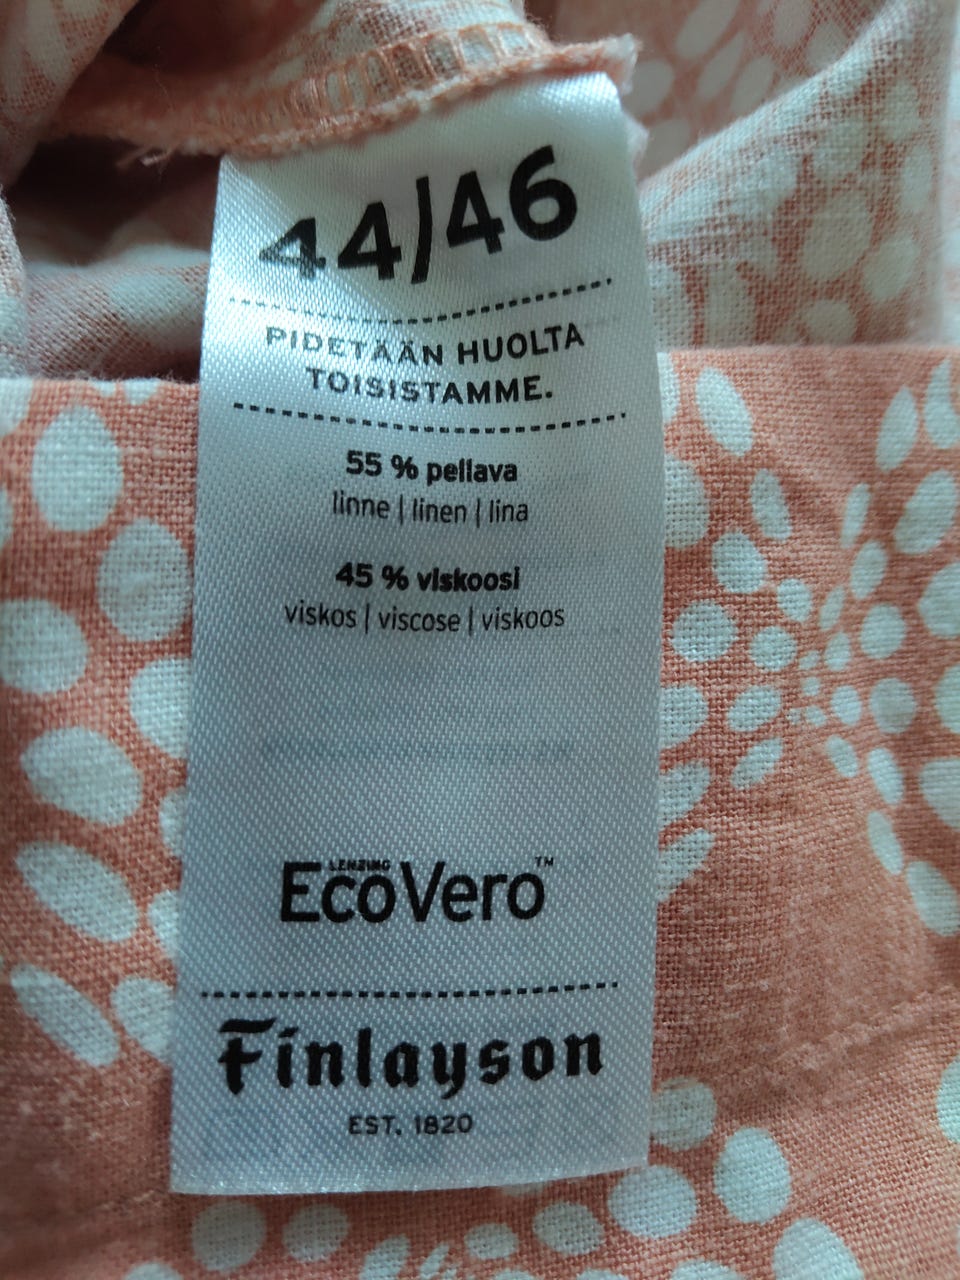 44/46
PIDETÄÄN HUOLTA
TOISISTAMME.
55 % pellava
linne | linen | lina
45 % viskoosi
viskos | viscose | viskoos
LENZING
EcoVero™
Finlayson
EST. 1820